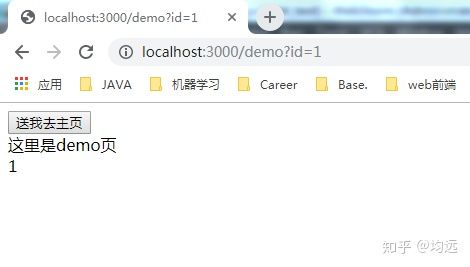 localhost:3000/demo?id=1
localhost:3000/demo?id=1
应用 JAVA 机器学习 Career Base. web前端
送我去主页
这里是demo页
1
知乎 @均远